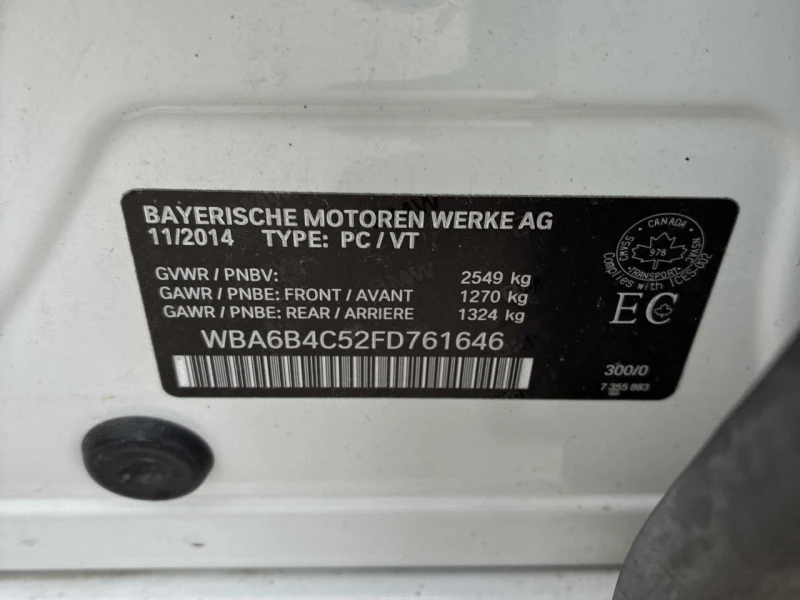 BAYERISCHE MOTOREN WERKE AG
11/2014 TYPE: PC / VT
GVWR / PNBV: 2549 kg
GAWR / PNBE: FRONT / AVANT 1270 kg
GAWR / PNBE: REAR / ARRIERE 1324 kg
WBA6B4C52FD761646
CANADA
CMVSS
NSVAC
978
TRANSPORT
Complies with ICES-002
EC
300/0
7 355 883